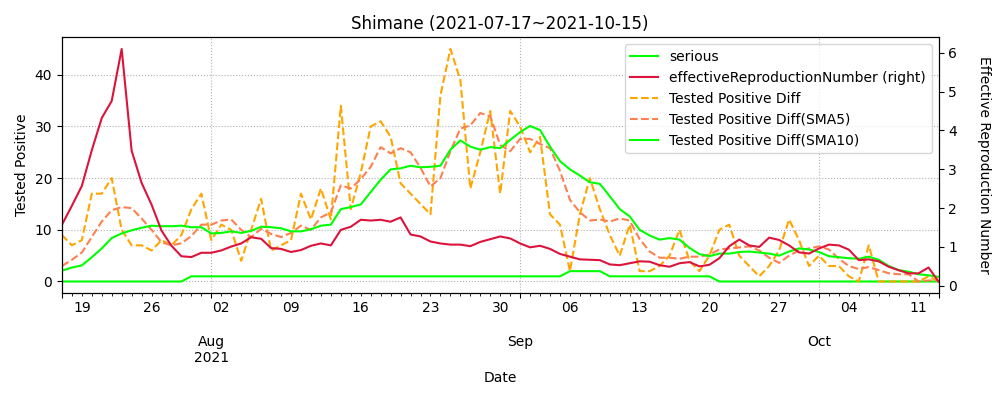 Shimane (2021-07-17~2021-10-15)
serious
effectiveReproductionNumber (right)
Tested Positive Diff
Tested Positive Diff(SMA5)
Tested Positive Diff(SMA10)
Tested Positive
40
30
20
10
0
6
5
4
3
2
1
0
Effective Reproduction Number
19 26 02 09 16 23 30 06 13 20 27 04 11
Aug Sep Oct
2021
Date